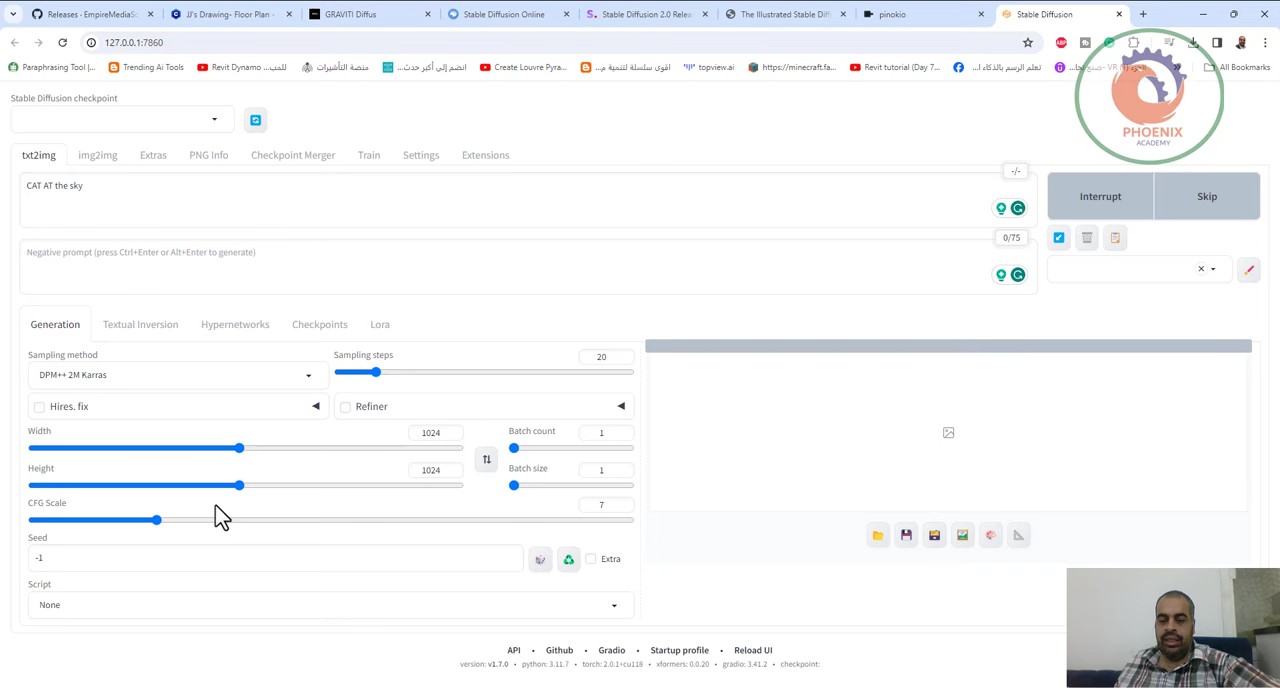 Releases - EmpireMediaSc
JJ's Drawing- Floor Plan -
GRAVITI Diffus
Stable Diffusion Online
Stable Diffusion 2.0 Relea
The Illustrated Stable Diff
pinokio
Stable Diffusion
127.0.0.1:7860
Paraphrasing Tool |...
Trending Ai Tools
Revit Dynamo للمب...
منصة التأشيرات
Create Louvre Pyra...
topview.ai
https://minecraft.fa...
Revit tutorial (Day 7...
All Bookmarks
PHOENIX
ACADEMY
Stable Diffusion checkpoint
txt2img
img2img
Extras
PNG Info
Checkpoint Merger
Train
Settings
Extensions
-/-
CAT AT the sky
Interrupt
Skip
0/75
Negative prompt (press Ctrl+Enter or Alt+Enter to generate)
Generation
Textual Inversion
Hypernetworks
Checkpoints
Lora
Sampling method
Sampling steps
20
DPM++ 2M Karras
Hires. fix
Refiner
Width
1024
Batch count
1
Height
1024
Batch size
1
CFG Scale
7
Seed
-1
Extra
Script
None
API • Github • Gradio • Startup profile • Reload UI
version: v1.7.0 • python: 3.11.7 • torch: 2.0.1+cu118 • xformers: 0.0.20 • gradio: 3.41.2 • checkpoint: